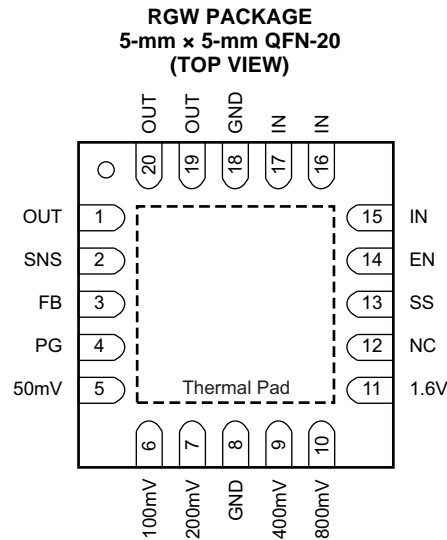 RGW PACKAGE
5-mm × 5-mm QFN-20
(TOP VIEW)
OUT OUT GND IN IN
20 19 18 17 16
OUT 1 15 IN
SNS 2 14 EN
FB 3 13 SS
PG 4 12 NC
50mV 5 Thermal Pad 11 1.6V
6 7 8 9 10
100mV 200mV GND 400mV 800mV